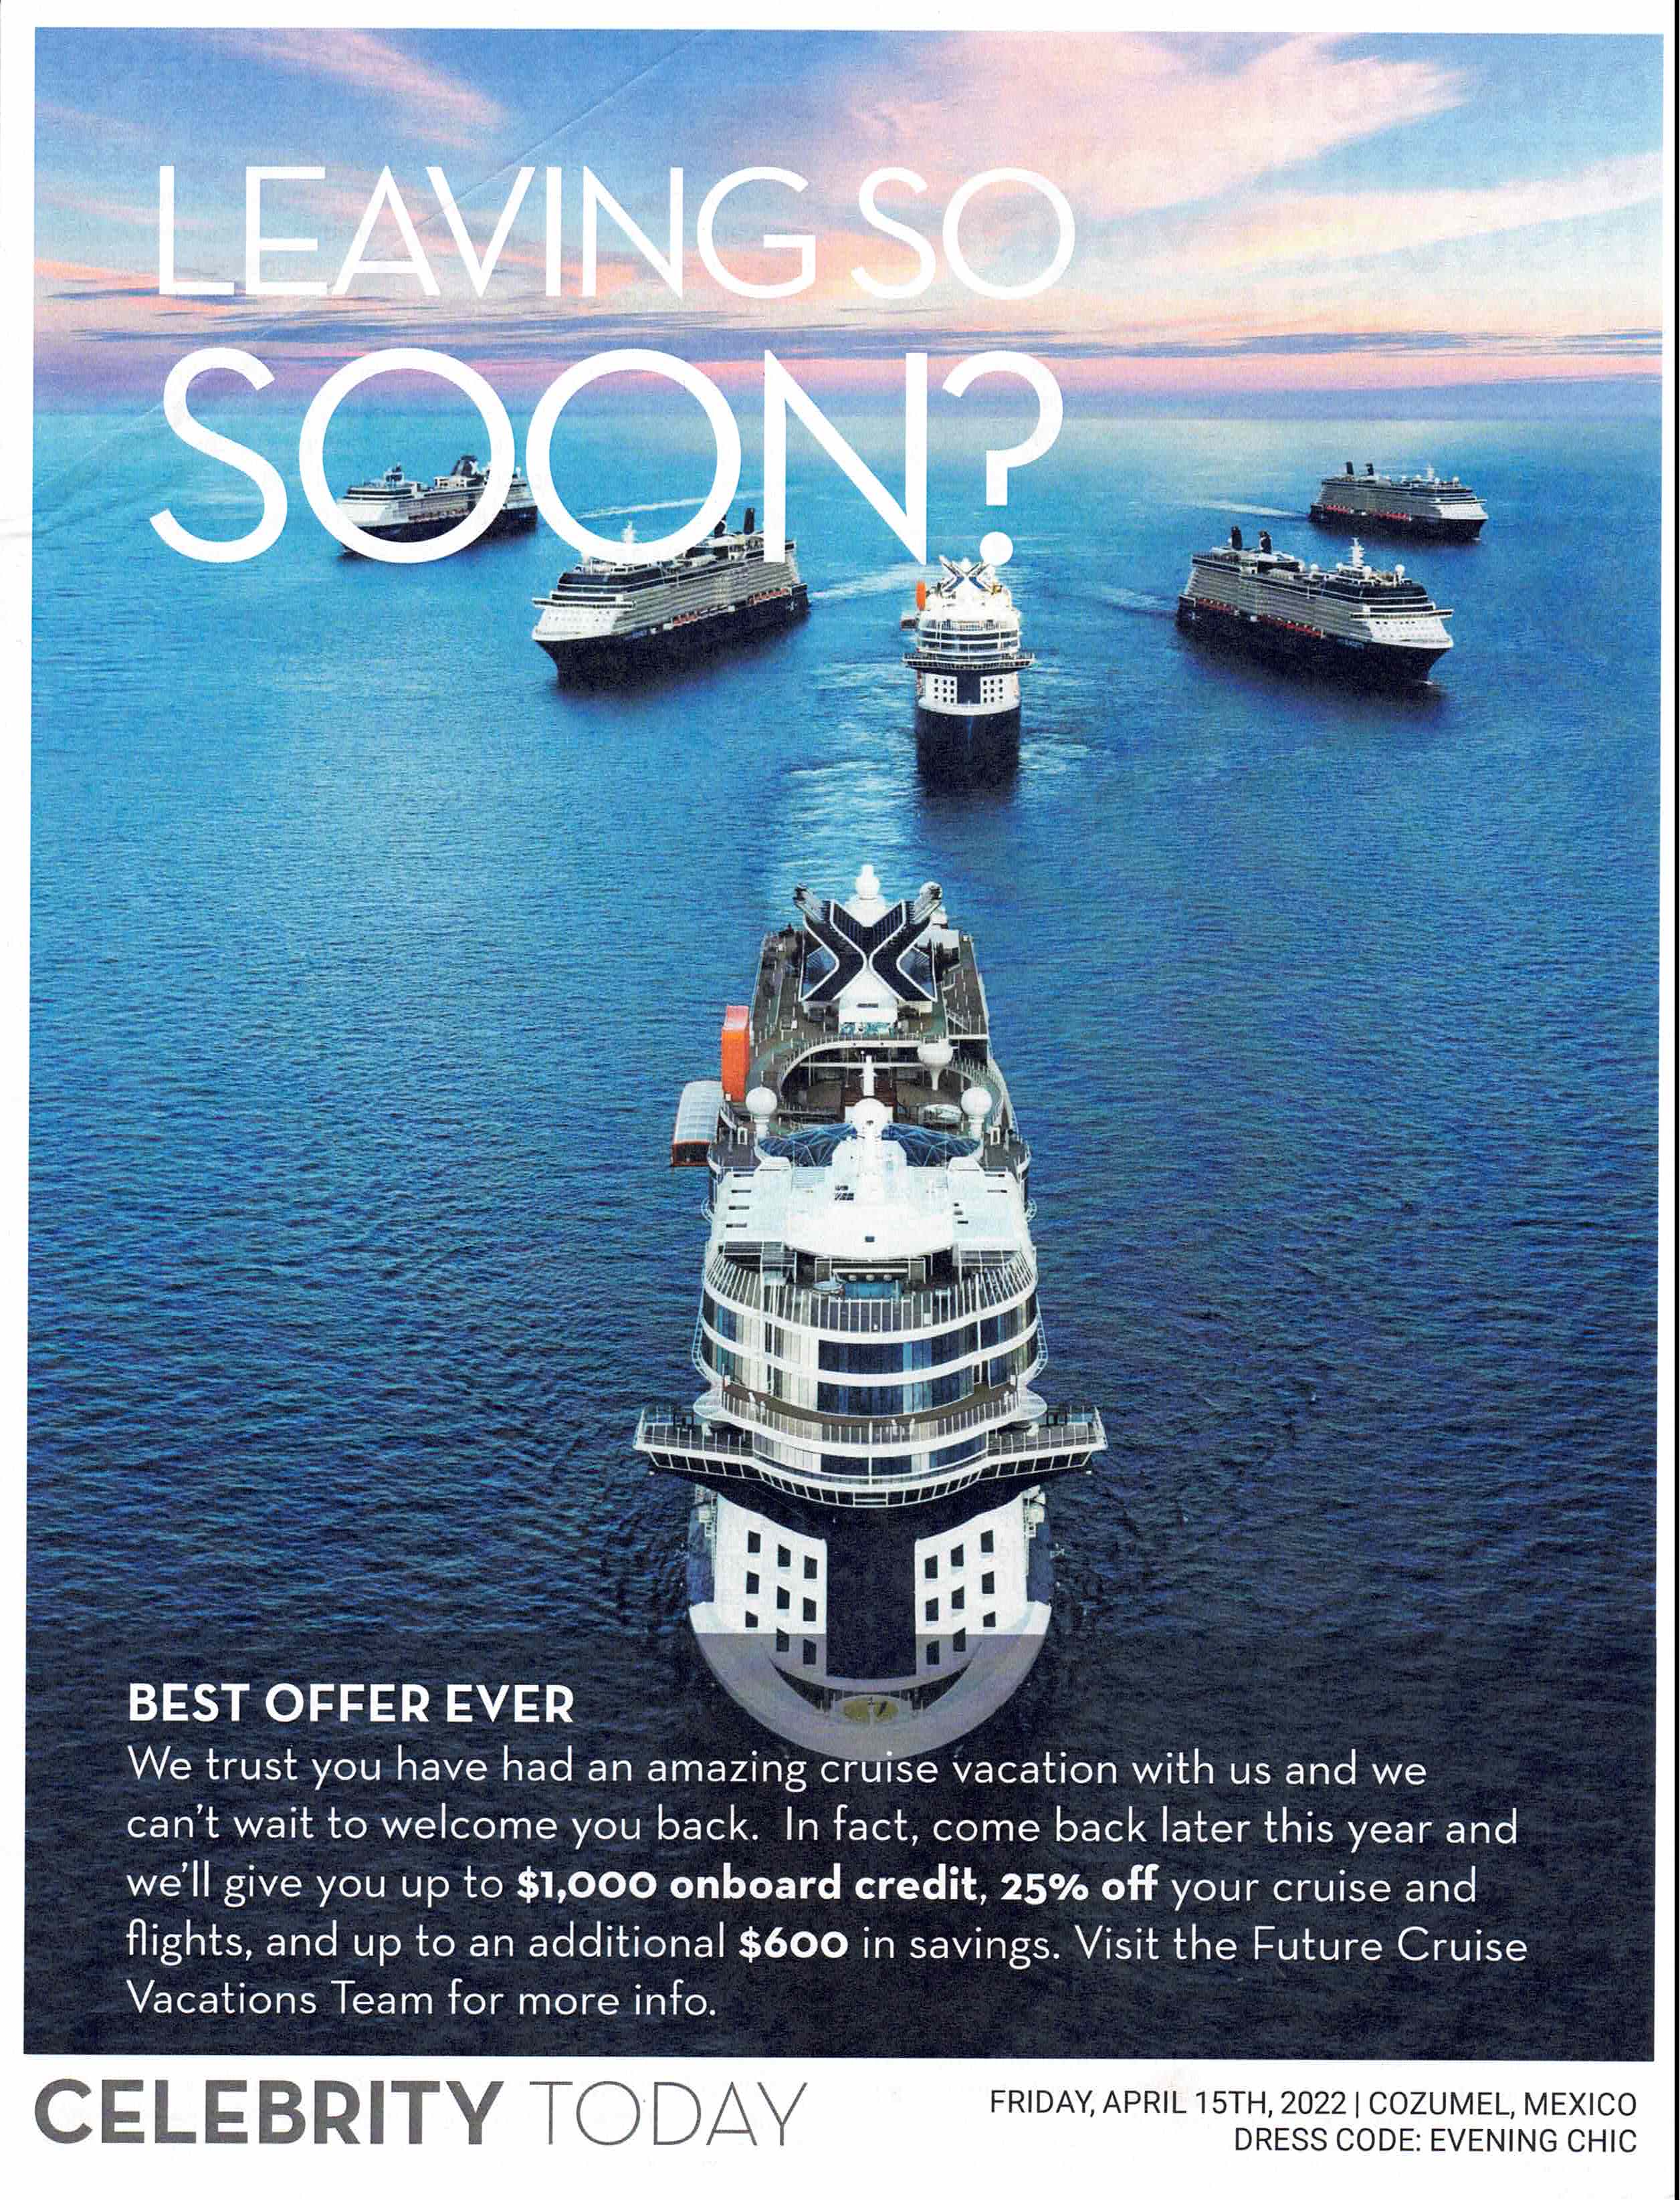 LEAVING SO
SOON?
BEST OFFER EVER
We trust you have had an amazing cruise vacation with us and we
can't wait to welcome you back. In fact, come back later this year and
we'll give you up to $1,000 onboard credit, 25% off your cruise and
flights, and up to an additional $600 in savings. Visit the Future Cruise
Vacations Team for more info.
CELEBRITY TODAY
FRIDAY, APRIL 15TH, 2022 | COZUMEL, MEXICO
DRESS CODE: EVENING CHIC